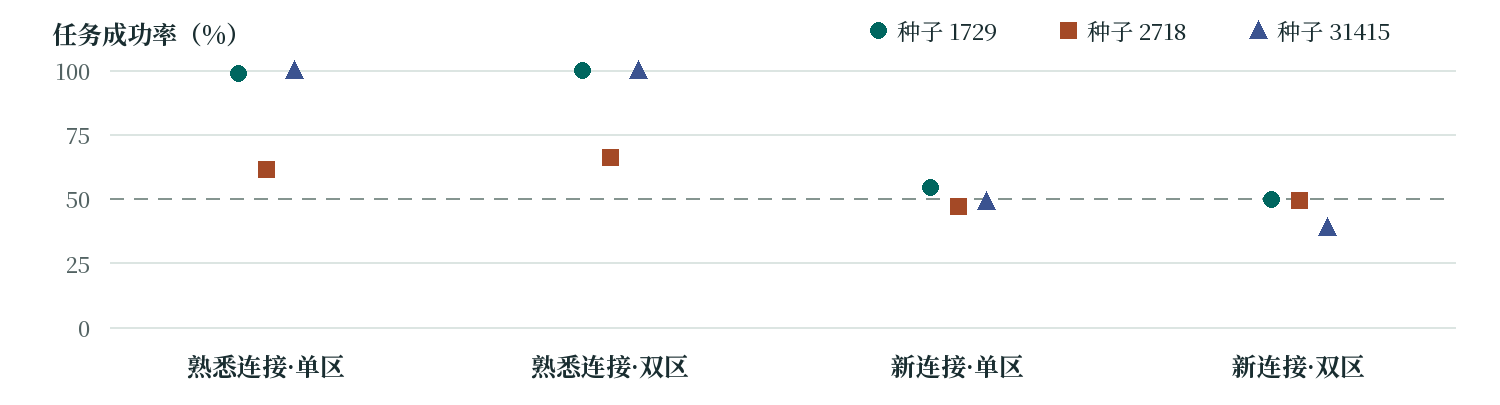 任务成功率（%）
种子 1729
种子 2718
种子 31415
100
75
50
25
0
熟悉连接·单区
熟悉连接·双区
新连接·单区
新连接·双区